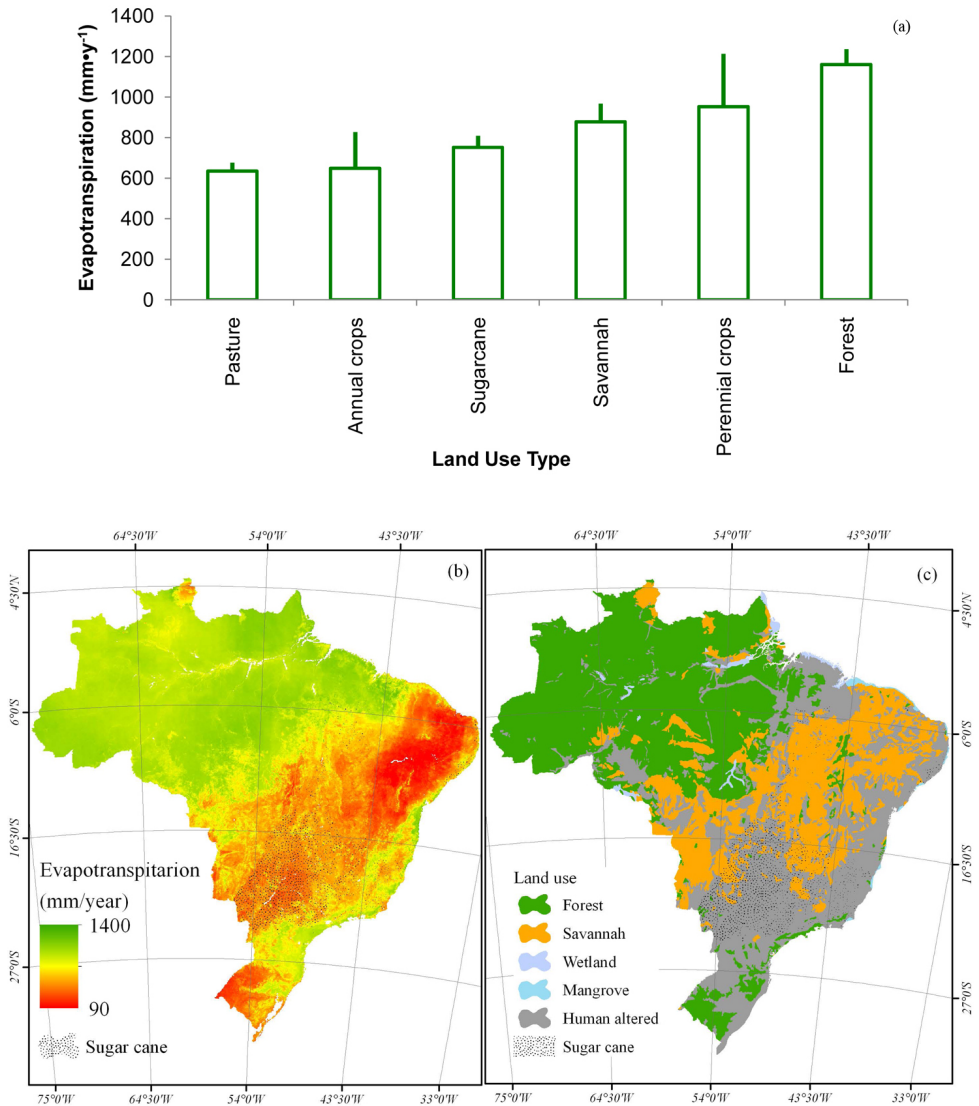 (a)
Evapotranspiration (mm•y⁻¹)
1400
1200
1000
800
600
400
200
0
Pasture
Annual crops
Sugarcane
Savannah
Perennial crops
Forest
Land Use Type
64°30'W 54°0'W 43°30'W
(b)
4°30'N
6°0'S
16°30'S
27°0'S
Evapotranspitarion
(mm/year)
1400
90
Sugar cane
75°0'W 64°30'W 54°0'W 43°30'W 33°0'W
64°30'W 54°0'W 43°30'W
(c)
4°30'N
6°0'S
16°30'S
27°0'S
Land use
Forest
Savannah
Wetland
Mangrove
Human altered
Sugar cane
75°0'W 64°30'W 54°0'W 43°30'W 33°0'W